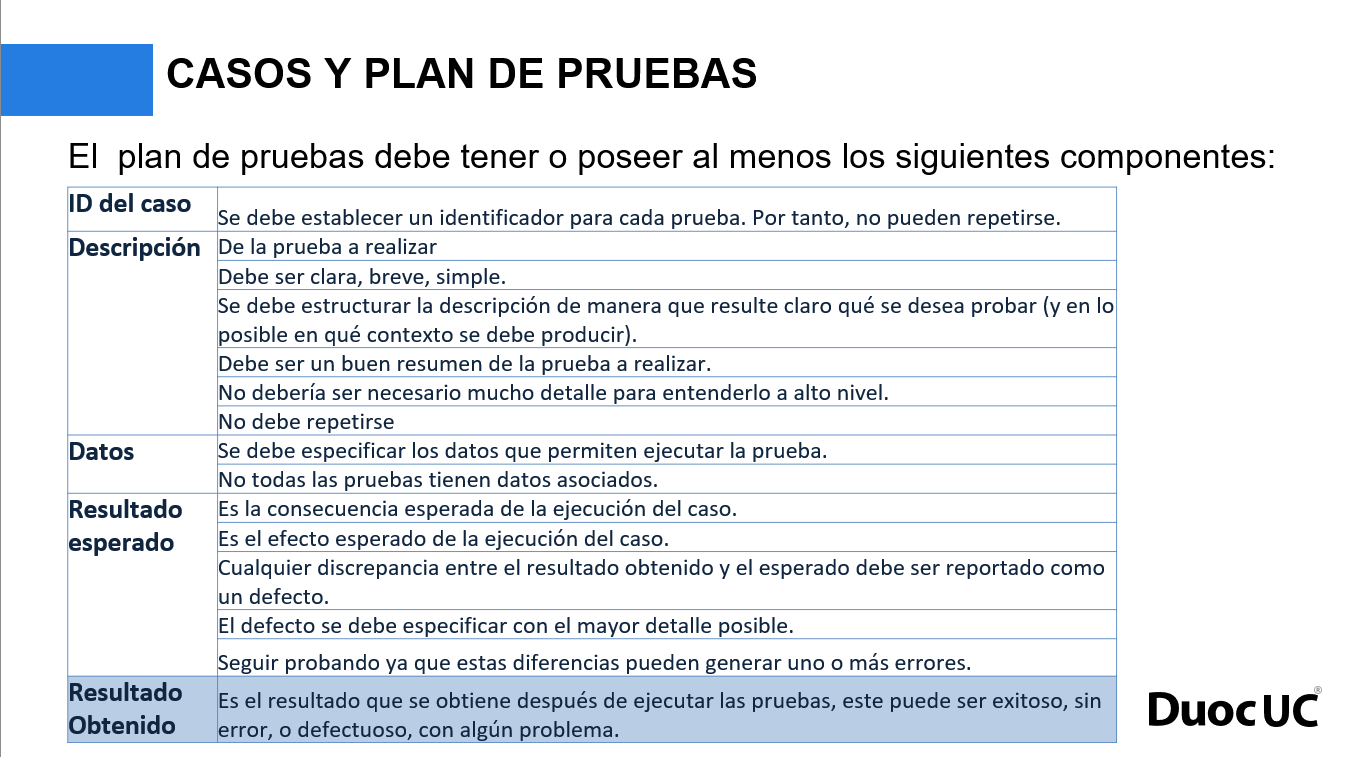 CASOS Y PLAN DE PRUEBAS
El  plan de pruebas debe tener o poseer al menos los siguientes componentes:
ID del caso
Se debe establecer un identificador para cada prueba. Por tanto, no pueden repetirse.
Descripción
De la prueba a realizar
Debe ser clara, breve, simple.
Se debe estructurar la descripción de manera que resulte claro qué se desea probar (y en lo
posible en qué contexto se debe producir).
Debe ser un buen resumen de la prueba a realizar.
No debería ser necesario mucho detalle para entenderlo a alto nivel.
No debe repetirse
Datos
Se debe especificar los datos que permiten ejecutar la prueba.
No todas las pruebas tienen datos asociados.
Resultado
esperado
Es la consecuencia esperada de la ejecución del caso.
Es el efecto esperado de la ejecución del caso.
Cualquier discrepancia entre el resultado obtenido y el esperado debe ser reportado como
un defecto.
El defecto se debe especificar con el mayor detalle posible.
Seguir probando ya que estas diferencias pueden generar uno o más errores.
Resultado
Obtenido
Es el resultado que se obtiene después de ejecutar las pruebas, este puede ser exitoso, sin
error, o defectuoso, con algún problema.
DuocUC®